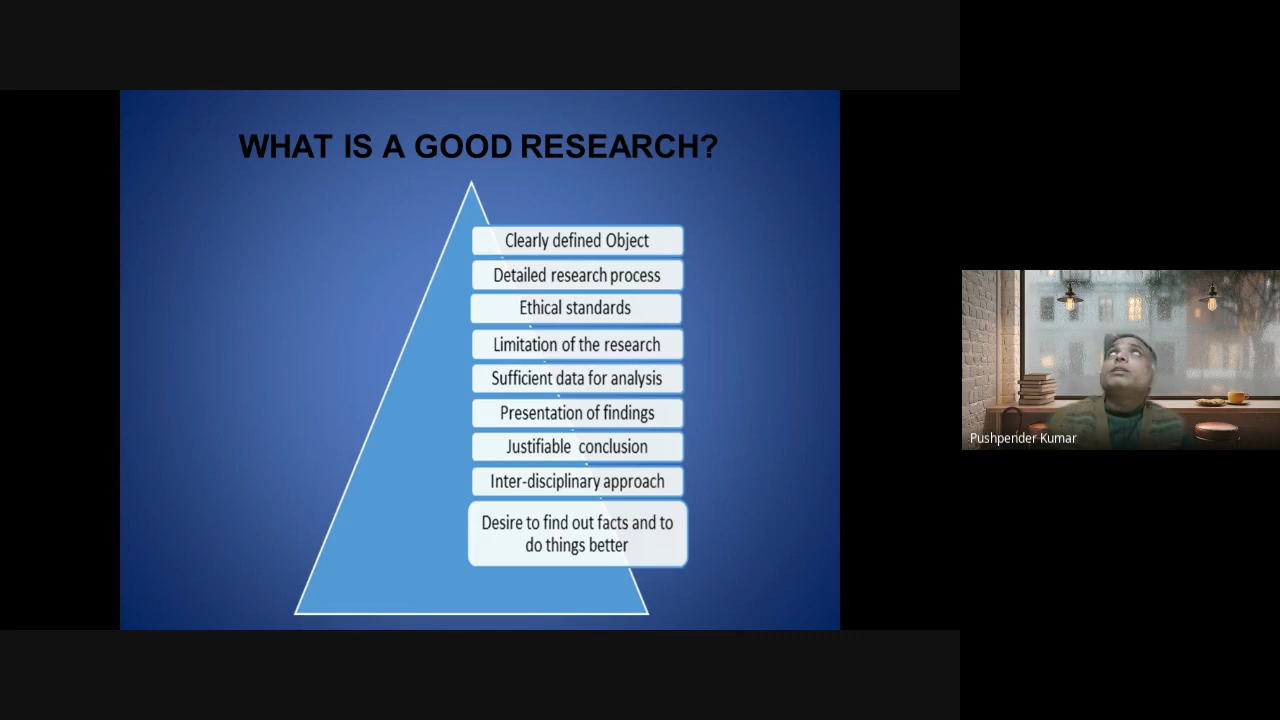 WHAT IS A GOOD RESEARCH?
Clearly defined Object
Detailed research process
Ethical standards
Limitation of the research
Sufficient data for analysis
Presentation of findings
Justifiable conclusion
Inter-disciplinary approach
Desire to find out facts and to
do things better
Pushpender Kumar